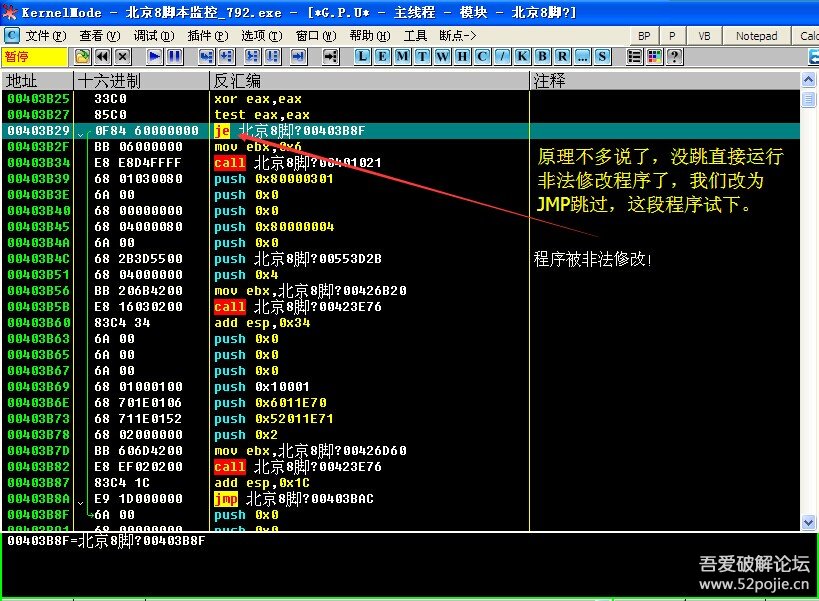 KernelMode - 北京8脚本监控_792.exe - [*G.P.U* - 主线程 - 模块 - 北京8脚?]
C 文件(F) 查看(V) 调试(D) 插件(P) 选项(T) 窗口(W) 帮助(H) 工具 断点-> BP P VB Notepad Calc
暂停 L E M T W H C / K B R ... S ?
地址 十六进制 反汇编 注释
00403B25 33C0 xor eax,eax
00403B27 85C0 test eax,eax
00403B29 0F84 60000000 je 北京8脚?00403B8F
00403B2F BB 06000000 mov ebx,0x6
00403B34 E8 E8D4FFFF call 北京8脚?00401021
00403B39 68 01030080 push 0x80000301
00403B3E 6A 00 push 0x0
00403B40 68 00000000 push 0x0
00403B45 68 04000080 push 0x80000004
00403B4A 6A 00 push 0x0
00403B4C 68 2B3D5500 push 北京8脚?00553D2B
00403B51 68 04000000 push 0x4
00403B56 BB 206B4200 mov ebx,北京8脚?00426B20
00403B5B E8 16030200 call 北京8脚?00423E76
00403B60 83C4 34 add esp,0x34
00403B63 6A 00 push 0x0
00403B65 6A 00 push 0x0
00403B67 6A 00 push 0x0
00403B69 68 01000100 push 0x10001
00403B6E 68 701E0106 push 0x6011E70
00403B73 68 711E0152 push 0x52011E71
00403B78 68 02000000 push 0x2
00403B7D BB 606D4200 mov ebx,北京8脚?00426D60
00403B82 E8 EF020200 call 北京8脚?00423E76
00403B87 83C4 1C add esp,0x1C
00403B8A E9 1D000000 jmp 北京8脚?00403BAC
00403B8F 6A 00 push 0x0
00403B91 68 00000000 push 0x0
原理不多说了，没跳直接运行
非法修改程序了，我们改为
JMP跳过，这段程序试下。
程序被非法修改!
00403B8F=北京8脚?00403B8F
吾爱破解论坛
www.52pojie.cn